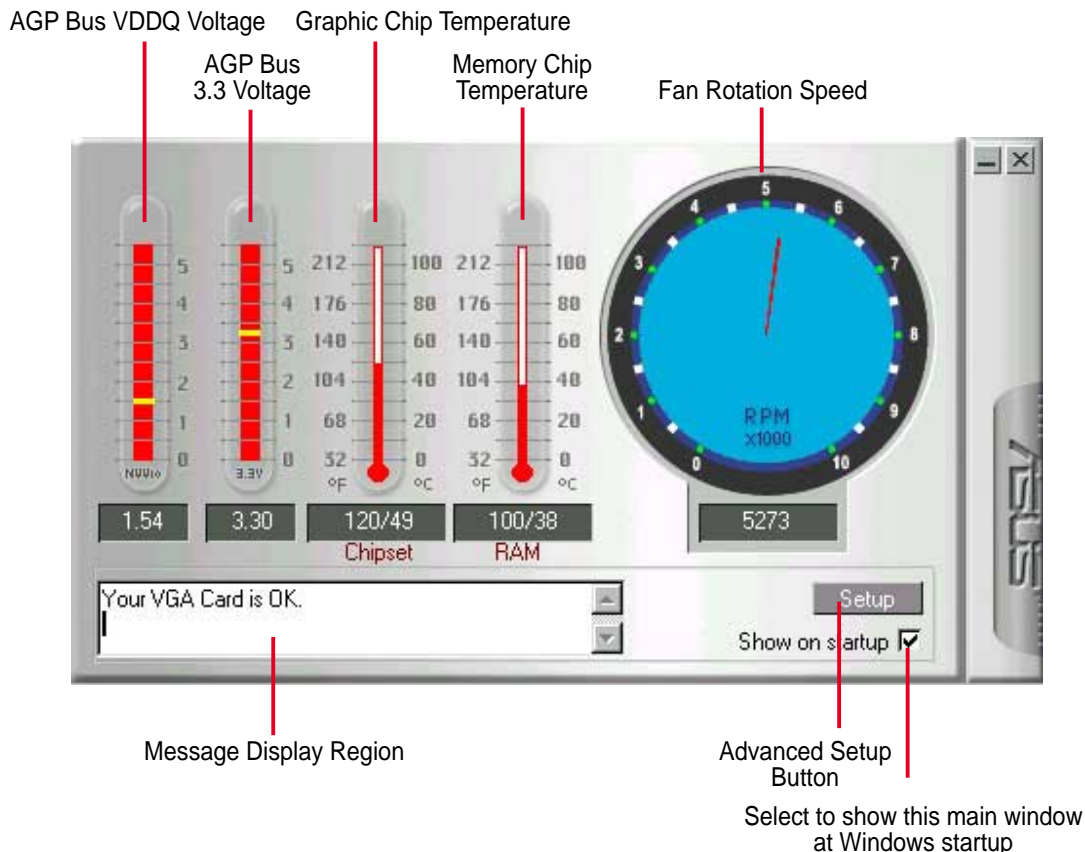 AGP Bus VDDQ Voltage
Graphic Chip Temperature
AGP Bus
3.3 Voltage
Memory Chip
Temperature
Fan Rotation Speed
5
4
3
2
1
0
5
4
3
2
1
0
3.3V
212
176
140
104
68
32
°F
100
80
60
40
20
0
°C
212
176
140
104
68
32
°F
100
80
60
40
20
0
°C
0
1
2
3
4
5
6
7
8
9
10
RPM
x1000
1.54
3.30
120/49
100/38
5273
Chipset
RAM
Your VGA Card is OK.
Setup
Show on startup
ASUS
Message Display Region
Advanced Setup
Button
Select to show this main window
at Windows startup